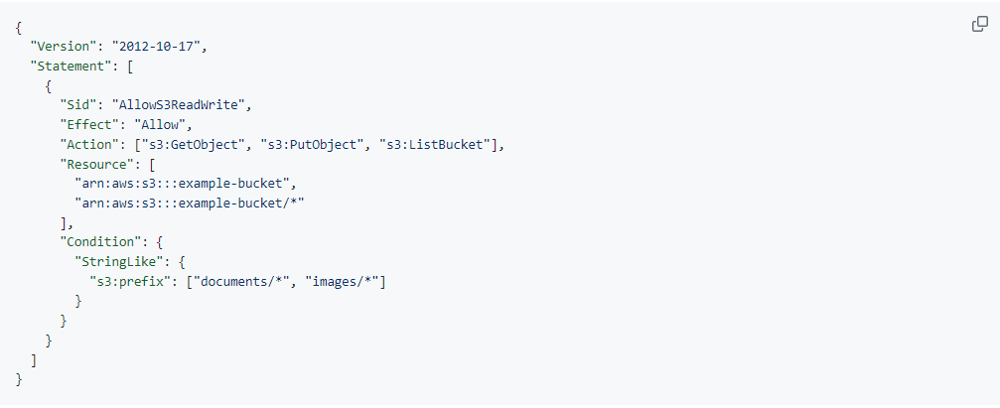 {
  "Version": "2012-10-17",
  "Statement": [
    {
      "Sid": "AllowS3ReadWrite",
      "Effect": "Allow",
      "Action": ["s3:GetObject", "s3:PutObject", "s3:ListBucket"],
      "Resource": [
        "arn:aws:s3:::example-bucket",
        "arn:aws:s3:::example-bucket/*"
      ],
      "Condition": {
        "StringLike": {
          "s3:prefix": ["documents/*", "images/*"]
        }
      }
    }
  ]
}